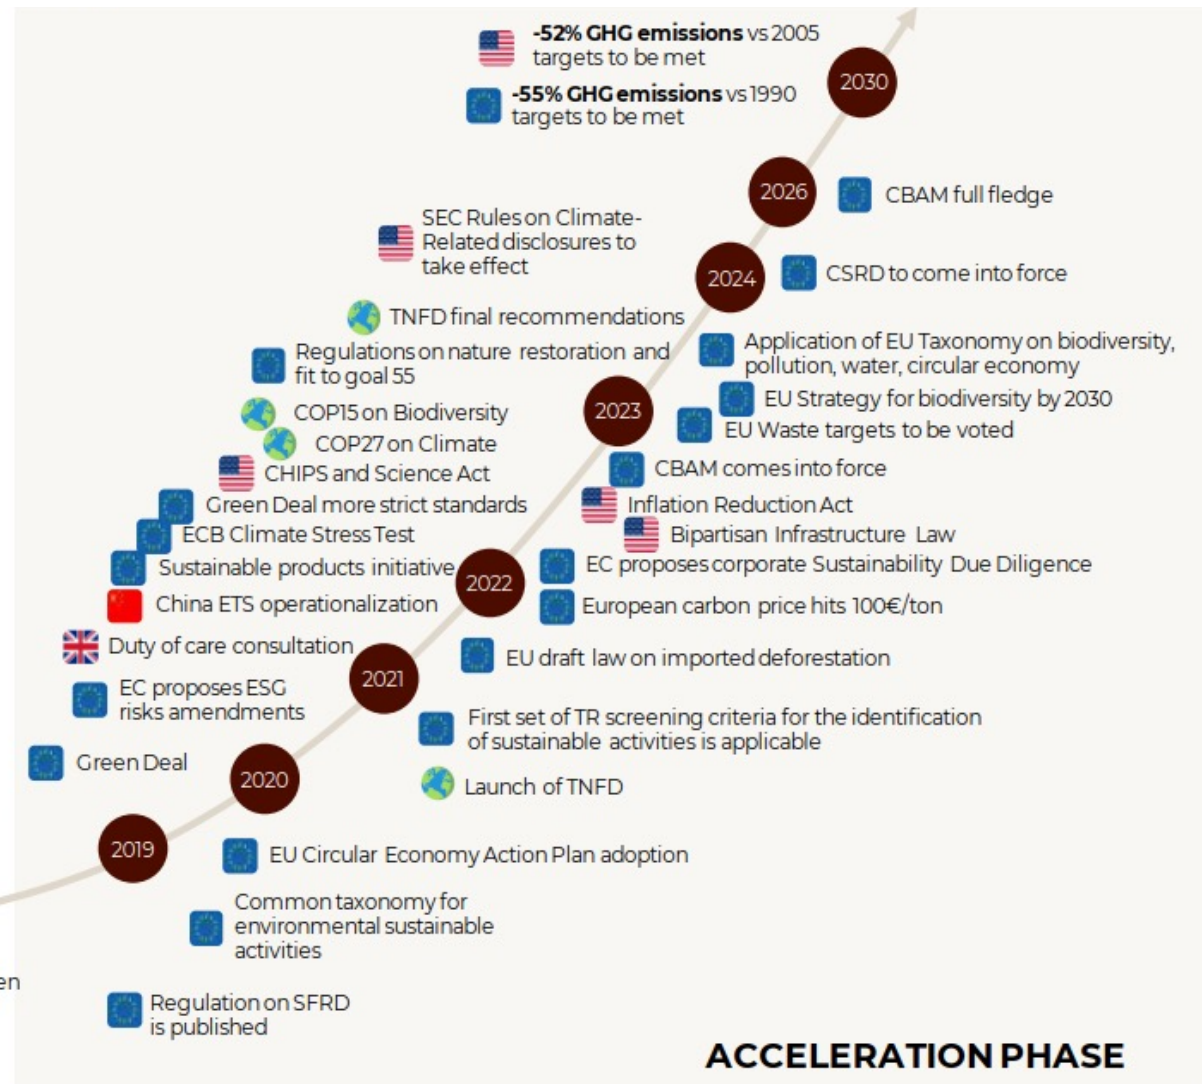 -52% GHG emissions vs 2005
targets to be met
2030
-55% GHG emissions vs 1990
targets to be met
2026
CBAM full fledge
SEC Rules on Climate-
Related disclosures to
take effect
2024
CSRD to come into force
TNFD final recommendations
Application of EU Taxonomy on biodiversity,
pollution, water, circular economy
Regulations on nature restoration and
fit to goal 55
EU Strategy for biodiversity by 2030
COP15 on Biodiversity
2023
EU Waste targets to be voted
COP27 on Climate
CBAM comes into force
CHIPS and Science Act
Inflation Reduction Act
Green Deal more strict standards
Bipartisan Infrastructure Law
ECB Climate Stress Test
EC proposes corporate Sustainability Due Diligence
Sustainable products initiative
2022
China ETS operationalization
European carbon price hits 100€/ton
Duty of care consultation
EU draft law on imported deforestation
2021
EC proposes ESG
risks amendments
First set of TR screening criteria for the identification
of sustainable activities is applicable
Green Deal
2020
Launch of TNFD
2019
EU Circular Economy Action Plan adoption
Common taxonomy for
environmental sustainable
activities
en
Regulation on SFRD
is published
ACCELERATION PHASE